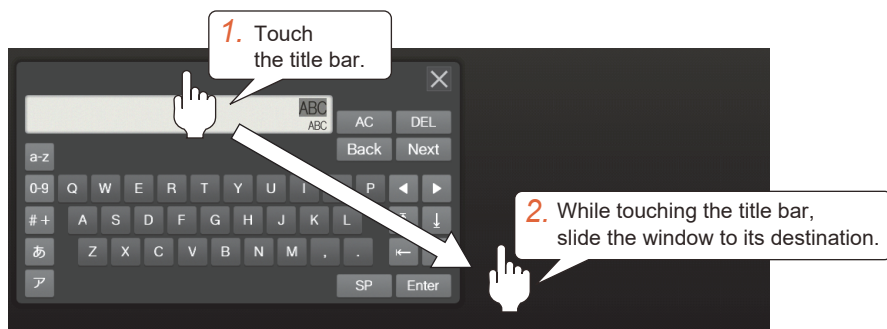 1. Touch
the title bar.
ABC
ABC
AC DEL
Back Next
a-z
0-9 Q W E R T Y U I P
#+ A S D F G H J K L
あ Z X C V B N M , .
ア SP Enter
2. While touching the title bar,
slide the window to its destination.